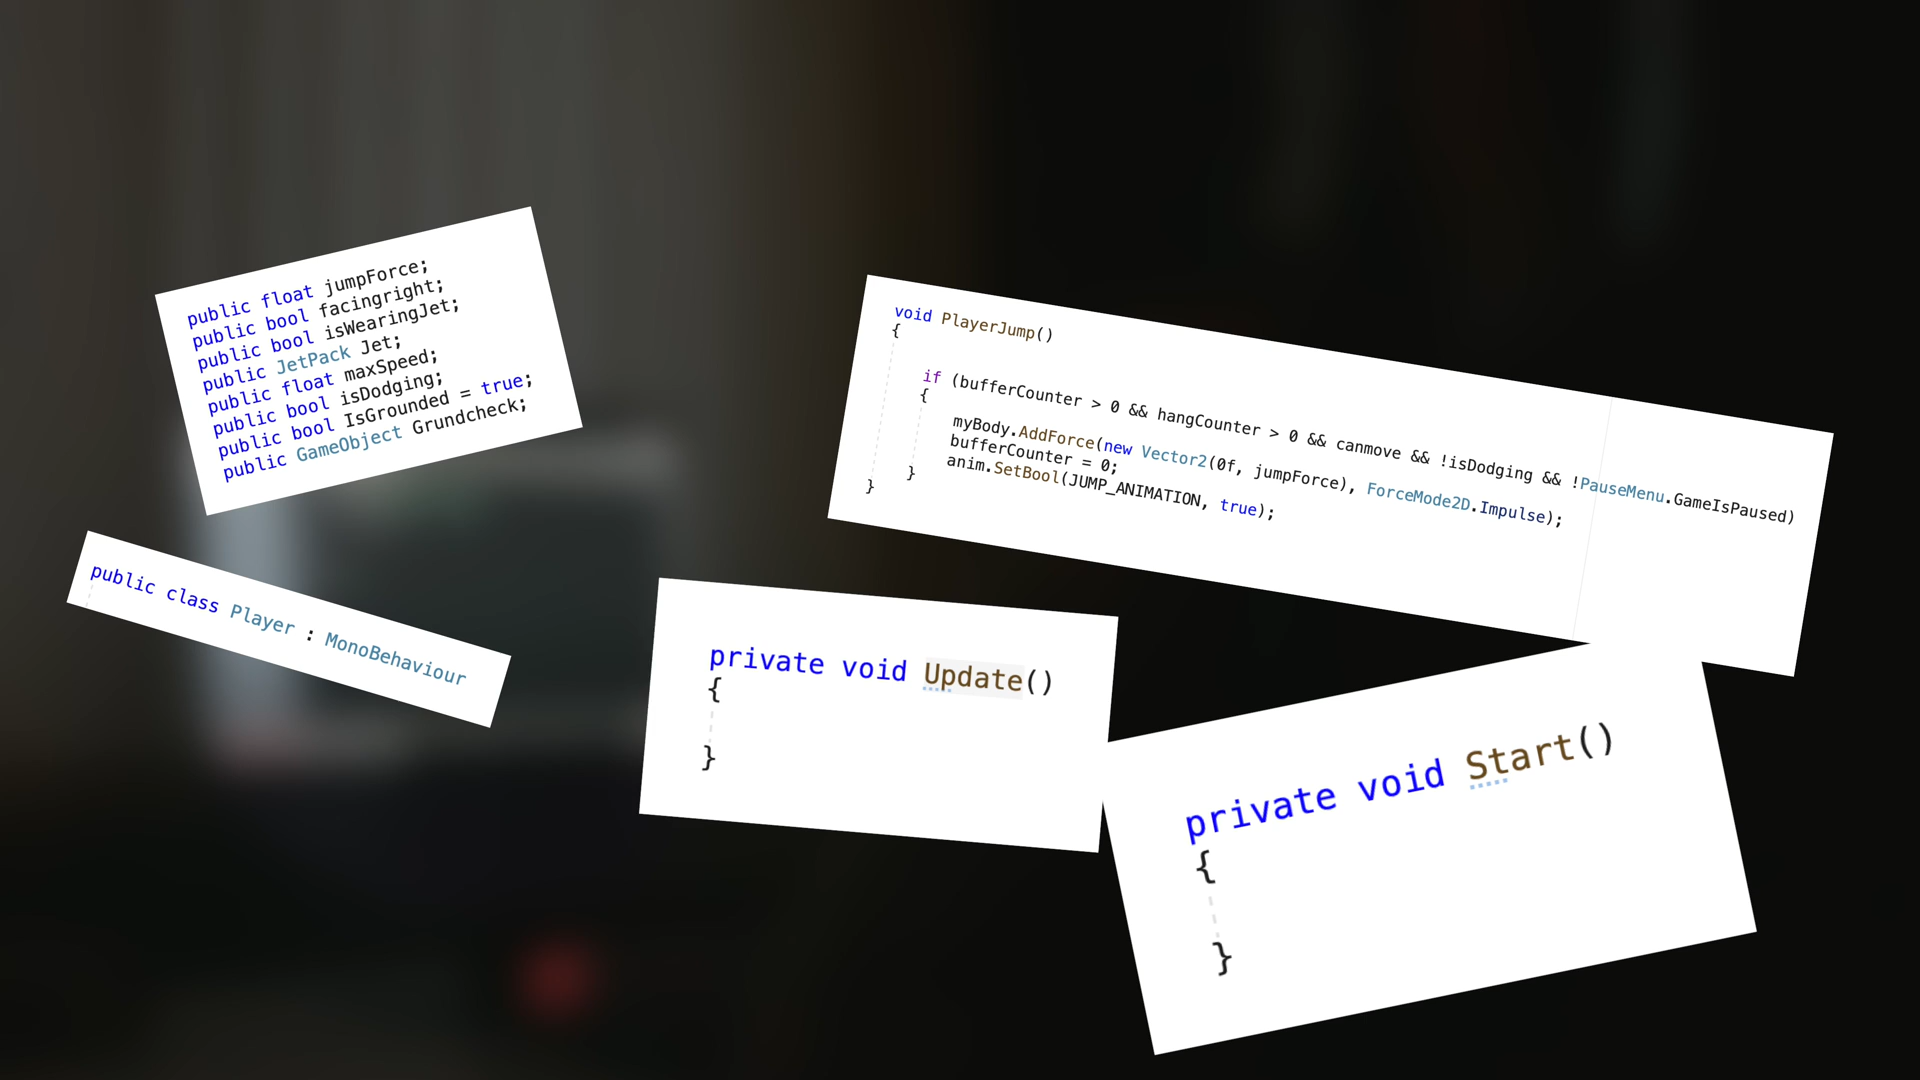 public float jumpForce;
public bool facingright;
public bool isWearingJet;
public JetPack Jet;
public float maxSpeed;
public bool isDodging;
public bool IsGrounded = true;
public GameObject Grundcheck;
void PlayerJump()
{
if (bufferCounter > 0 && hangCounter > 0 && canmove && !isDodging && !PauseMenu.GameIsPaused)
{
myBody.AddForce(new Vector2(0f, jumpForce), ForceMode2D.Impulse);
bufferCounter = 0;
anim.SetBool(JUMP_ANIMATION, true);
}
}
public class Player : MonoBehaviour
private void Update()
{
}
private void Start()
{
}